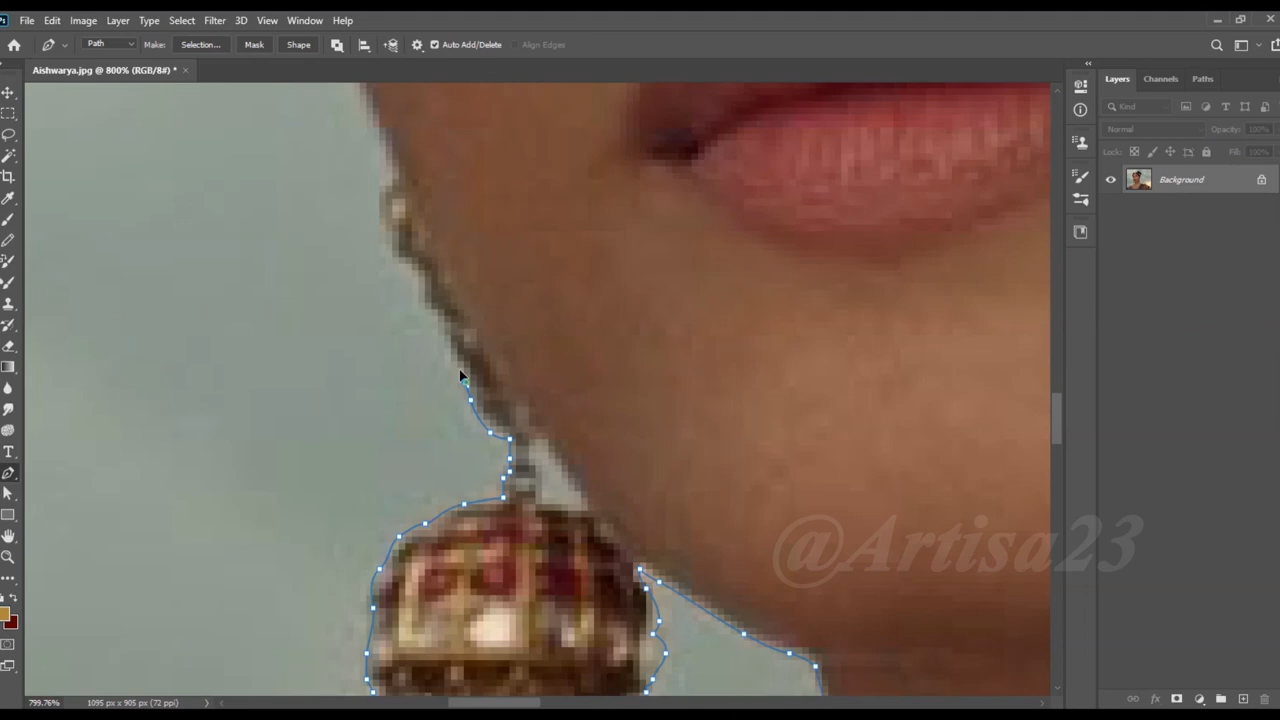 File Edit Image Layer Type Select Filter 3D View Window Help
Path Make: Selection... Mask Shape Auto Add/Delete Align Edges
Aishwarya.jpg @ 800% (RGB/8#) * ×
Layers Channels Paths
Kind
Normal Opacity: 100%
Lock: Fill: 100%
Background
@Artisa23
799.76% 1095 px x 905 px (72 ppi)